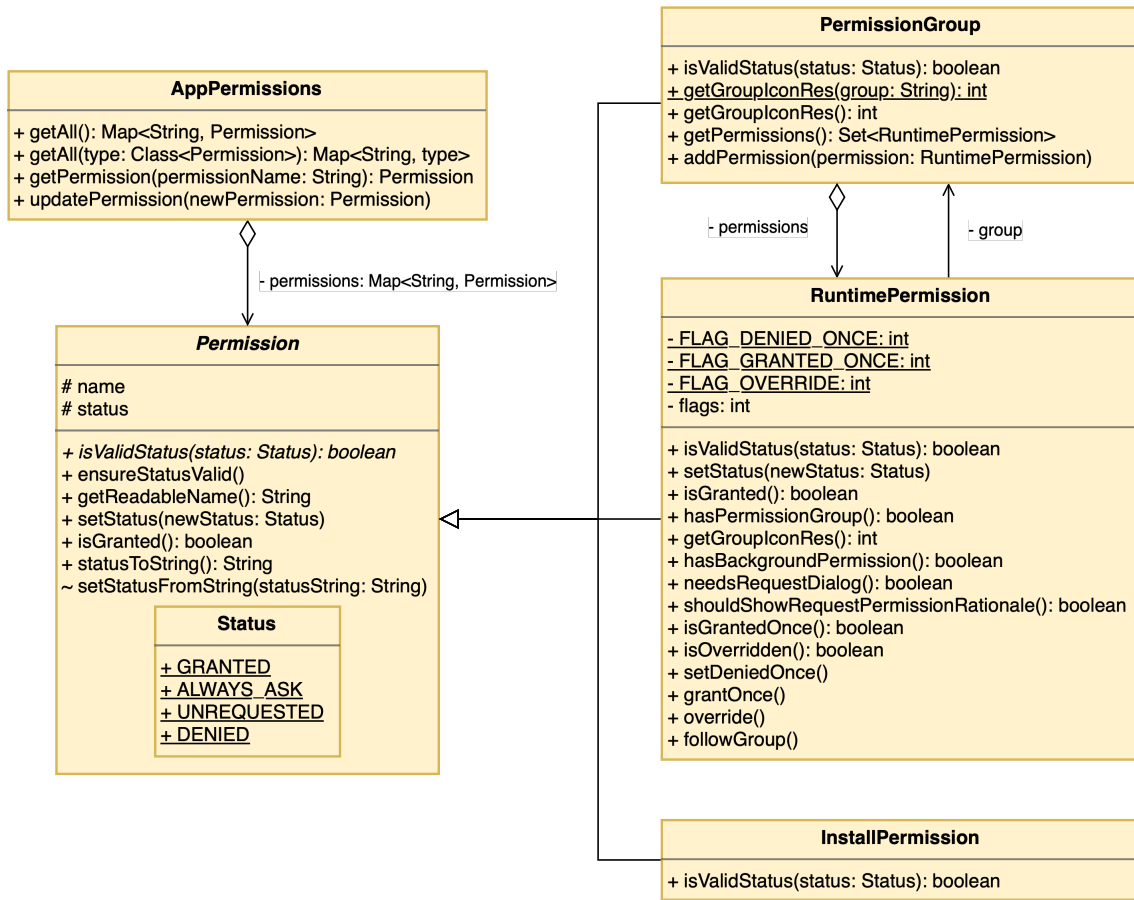 AppPermissions
+ getAll(): Map<String, Permission>
+ getAll(type: Class<Permission>): Map<String, type>
+ getPermission(permissionName: String): Permission
+ updatePermission(newPermission: Permission)
- permissions: Map<String, Permission>
Permission
# name
# status
+ isValidStatus(status: Status): boolean
+ ensureStatusValid()
+ getReadableName(): String
+ setStatus(newStatus: Status)
+ isGranted(): boolean
+ statusToString(): String
~ setStatusFromString(statusString: String)
Status
+ GRANTED
+ ALWAYS_ASK
+ UNREQUESTED
+ DENIED
PermissionGroup
+ isValidStatus(status: Status): boolean
+ getGroupIconRes(group: String): int
+ getGroupIconRes(): int
+ getPermissions(): Set<RuntimePermission>
+ addPermission(permission: RuntimePermission)
- permissions
- group
RuntimePermission
- FLAG_DENIED_ONCE: int
- FLAG_GRANTED_ONCE: int
- FLAG_OVERRIDE: int
- flags: int
+ isValidStatus(status: Status): boolean
+ setStatus(newStatus: Status)
+ isGranted(): boolean
+ hasPermissionGroup(): boolean
+ getGroupIconRes(): int
+ hasBackgroundPermission(): boolean
+ needsRequestDialog(): boolean
+ shouldShowRequestPermissionRationale(): boolean
+ isGrantedOnce(): boolean
+ isOverridden(): boolean
+ setDeniedOnce()
+ grantOnce()
+ override()
+ followGroup()
InstallPermission
+ isValidStatus(status: Status): boolean